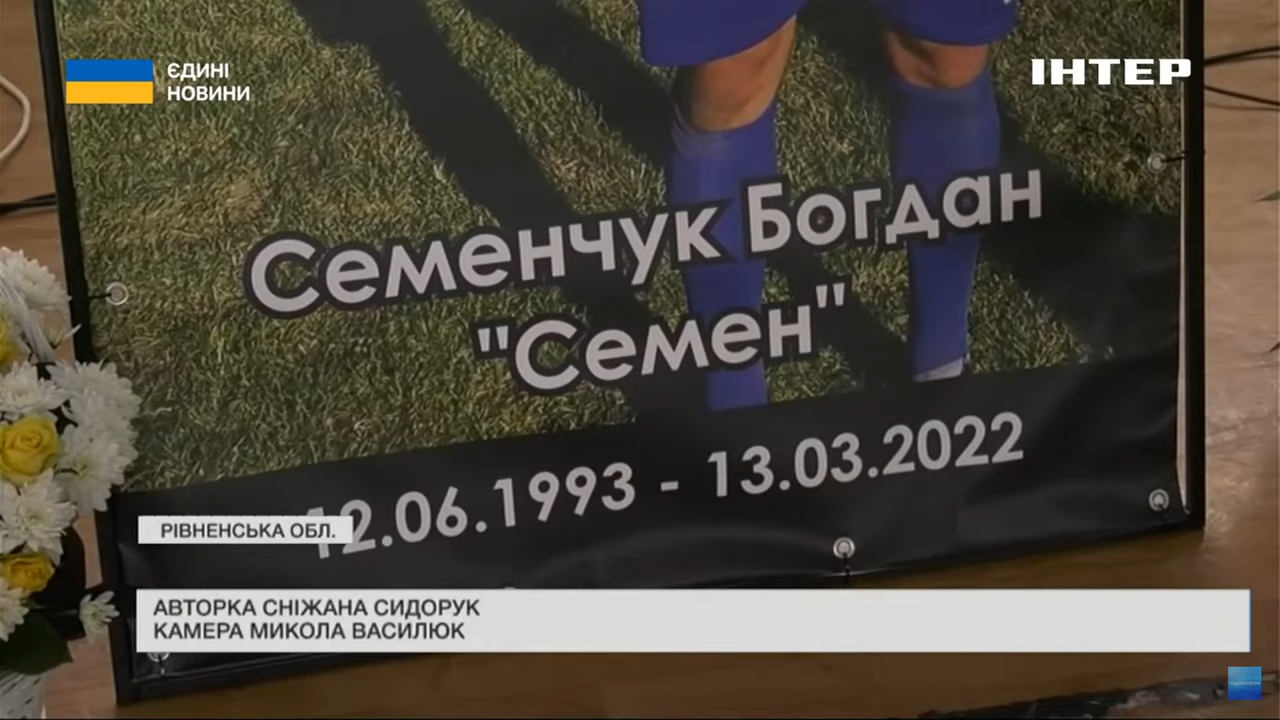 ЄДИНІ
НОВИНИ
ІНТЕР
Семенчук Богдан
"Семен"
12.06.1993 - 13.03.2022
РІВНЕНСЬКА ОБЛ.
АВТОРКА СНІЖАНА СИДОРУК
КАМЕРА МИКОЛА ВАСИЛЮК